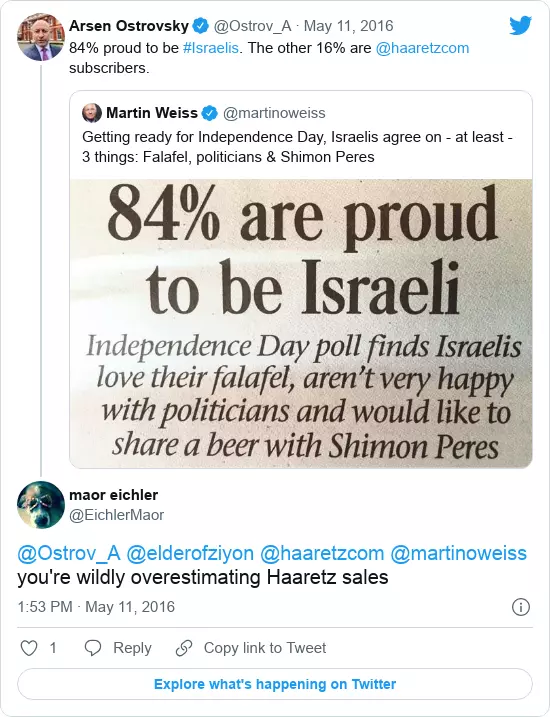 Arsen Ostrovsky @Ostrov_A · May 11, 2016
84% proud to be #Israelis. The other 16% are @haaretzcom
subscribers.
Martin Weiss @martinoweiss
Getting ready for Independence Day, Israelis agree on - at least -
3 things: Falafel, politicians & Shimon Peres
84% are proud
to be Israeli
Independence Day poll finds Israelis
love their falafel, aren't very happy
with politicians and would like to
share a beer with Shimon Peres
maor eichler
@EichlerMaor
@Ostrov_A @elderofziyon @haaretzcom @martinoweiss
you're wildly overestimating Haaretz sales
1:53 PM · May 11, 2016
1 Reply Copy link to Tweet
Explore what's happening on Twitter